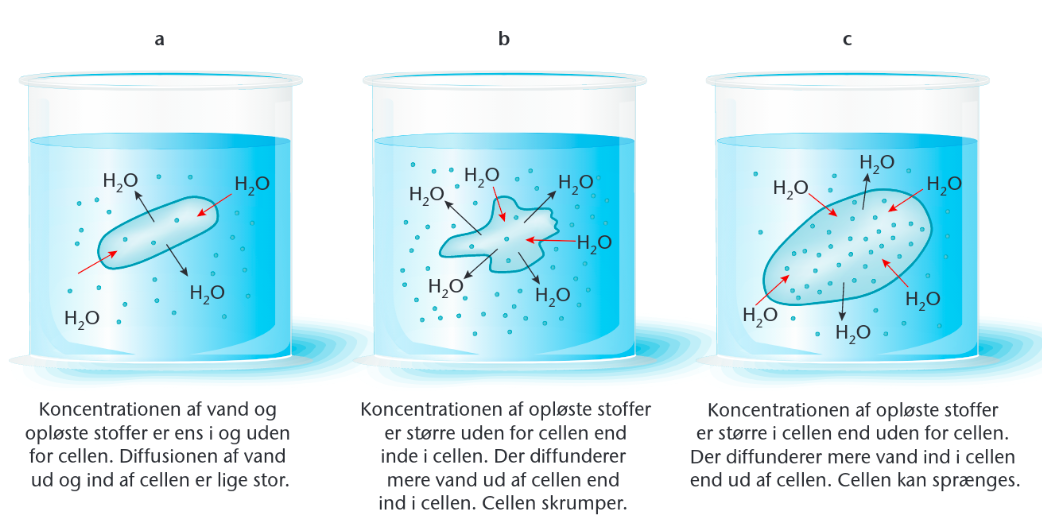 a
H₂O
H₂O
H₂O
H₂O
Koncentrationen af vand og
opløste stoffer er ens i og uden
for cellen. Diffusionen af vand
ud og ind af cellen er lige stor.
b
H₂O
H₂O
H₂O
H₂O
H₂O
H₂O
Koncentrationen af opløste stoffer
er større uden for cellen end
inde i cellen. Der diffunderer
mere vand ud af cellen end
ind i cellen. Cellen skrumper.
c
H₂O
H₂O
H₂O
H₂O
H₂O
H₂O
Koncentrationen af opløste stoffer
er større i cellen end uden for cellen.
Der diffunderer mere vand ind i cellen
end ud af cellen. Cellen kan sprænges.